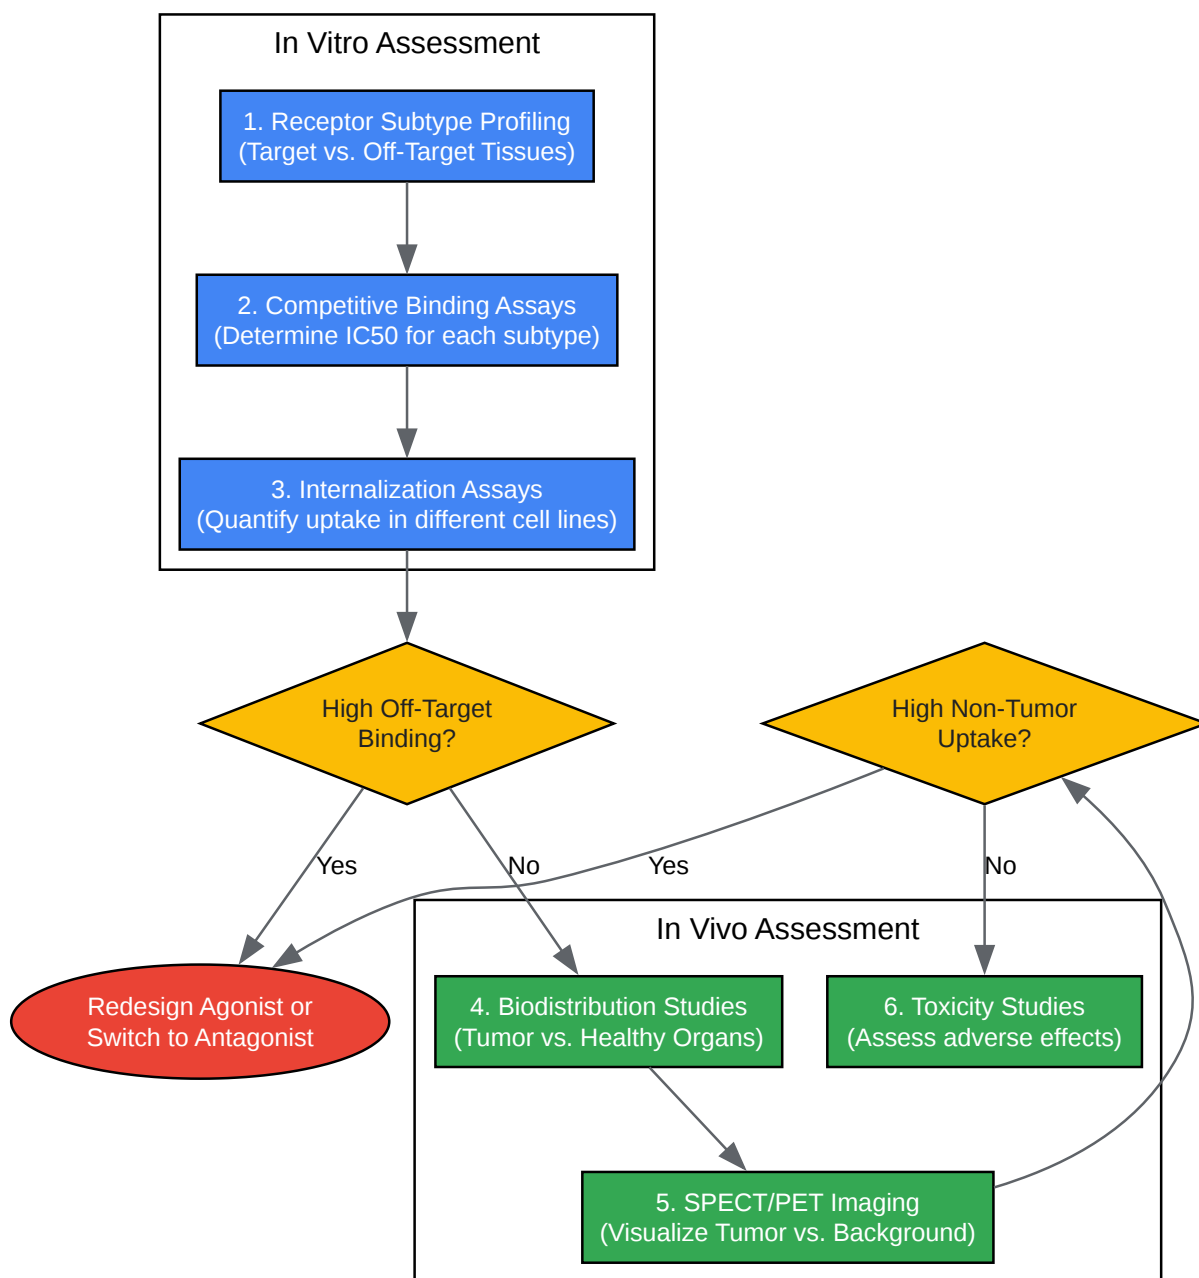 In Vitro Assessment
1. Receptor Subtype Profiling
(Target vs. Off-Target Tissues)
2. Competitive Binding Assays
(Determine IC50 for each subtype)
3. Internalization Assays
(Quantify uptake in different cell lines)
High Off-Target
Binding?
High Non-Tumor
Uptake?
Yes
No
Yes
No
In Vivo Assessment
Redesign Agonist or
Switch to Antagonist
4. Biodistribution Studies
(Tumor vs. Healthy Organs)
6. Toxicity Studies
(Assess adverse effects)
5. SPECT/PET Imaging
(Visualize Tumor vs. Background)